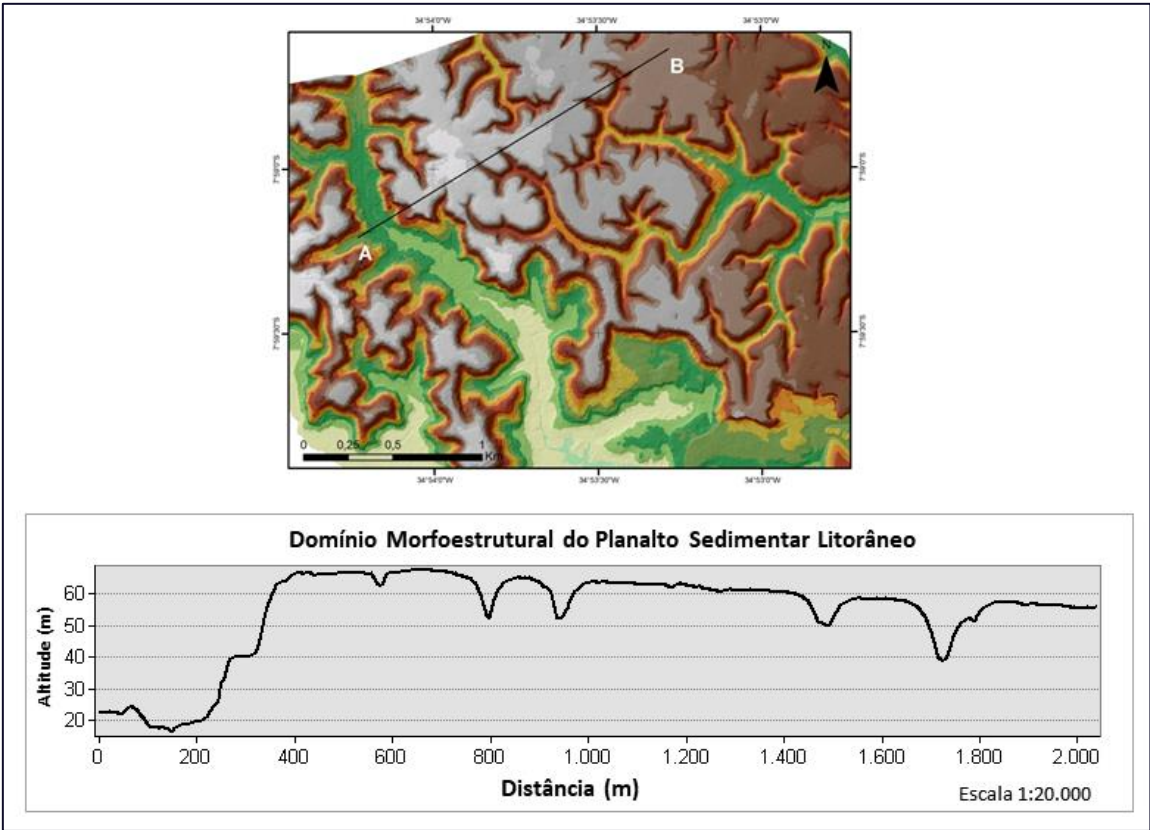 34°54'0"W 34°53'30"W 34°53'0"W
N
B
7°59'0"S 7°59'0"S
A
7°59'30"S 7°59'30"S
0 0,25 0,5 1
Km
34°54'0"W 34°53'30"W 34°53'0"W
Domínio Morfoestrutural do Planalto Sedimentar Litorâneo
Altitude (m)
60
50
40
30
20
0 200 400 600 800 1.000 1.200 1.400 1.600 1.800 2.000
Distância (m)
Escala 1:20.000